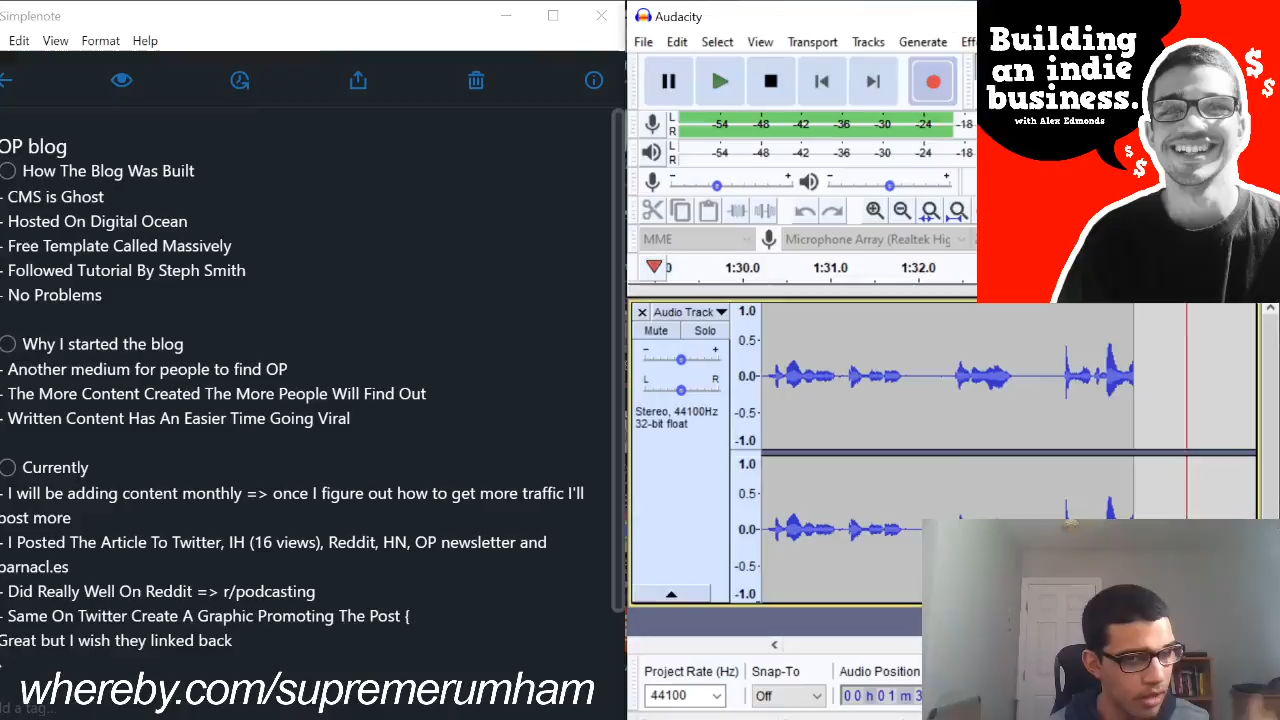 Simplenote
Edit View Format Help
OP blog
How The Blog Was Built
- CMS is Ghost
- Hosted On Digital Ocean
- Free Template Called Massively
- Followed Tutorial By Steph Smith
- No Problems
Why I started the blog
- Another medium for people to find OP
- The More Content Created The More People Will Find Out
- Written Content Has An Easier Time Going Viral
Currently
- I will be adding content monthly => once I figure out how to get more traffic I'll
post more
- I Posted The Article To Twitter, IH (16 views), Reddit, HN, OP newsletter and
barnacl.es
- Did Really Well On Reddit => r/podcasting
- Same On Twitter Create A Graphic Promoting The Post {
Great but I wish they linked back
whereby.com/supremerumham
Add a tag...
Audacity
File Edit Select View Transport Tracks Generate Eff
L -54 -48 -42 -36 -30 -24 -18
R
L -54 -48 -42 -36 -30 -24 -18
R
- + - +
MME Microphone Array (Realtek Hig
0 1:30.0 1:31.0 1:32.0
X Audio Track
Mute Solo
- +
L R
Stereo, 44100Hz
32-bit float
1.0
0.5
0.0
-0.5
-1.0
1.0
0.5
0.0
-0.5
-1.0
Project Rate (Hz) Snap-To Audio Position
44100 Off 00 h 01 m 3
Building
an indie
business.
with Alex Edmonds
$ $
$ $